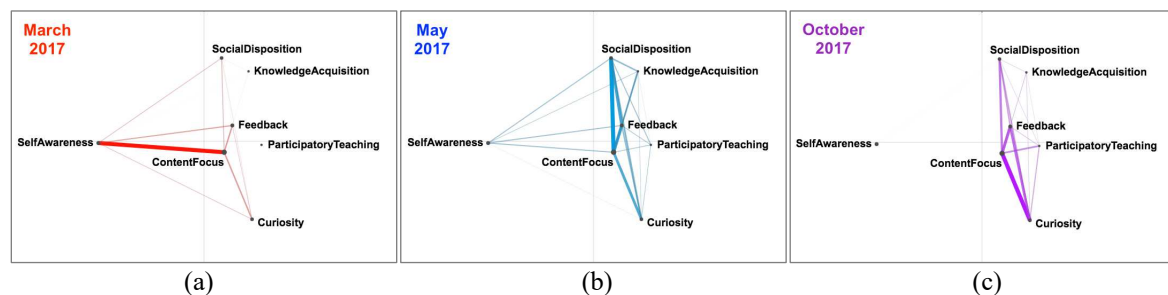 March
2017
SocialDisposition
KnowledgeAcquisition
Feedback
SelfAwareness
ParticipatoryTeaching
ContentFocus
Curiosity
(a)
May
2017
SocialDisposition
KnowledgeAcquisition
Feedback
SelfAwareness
ParticipatoryTeaching
ContentFocus
Curiosity
(b)
October
2017
SocialDisposition
KnowledgeAcquisition
Feedback
SelfAwareness
ParticipatoryTeaching
ContentFocus
Curiosity
(c)